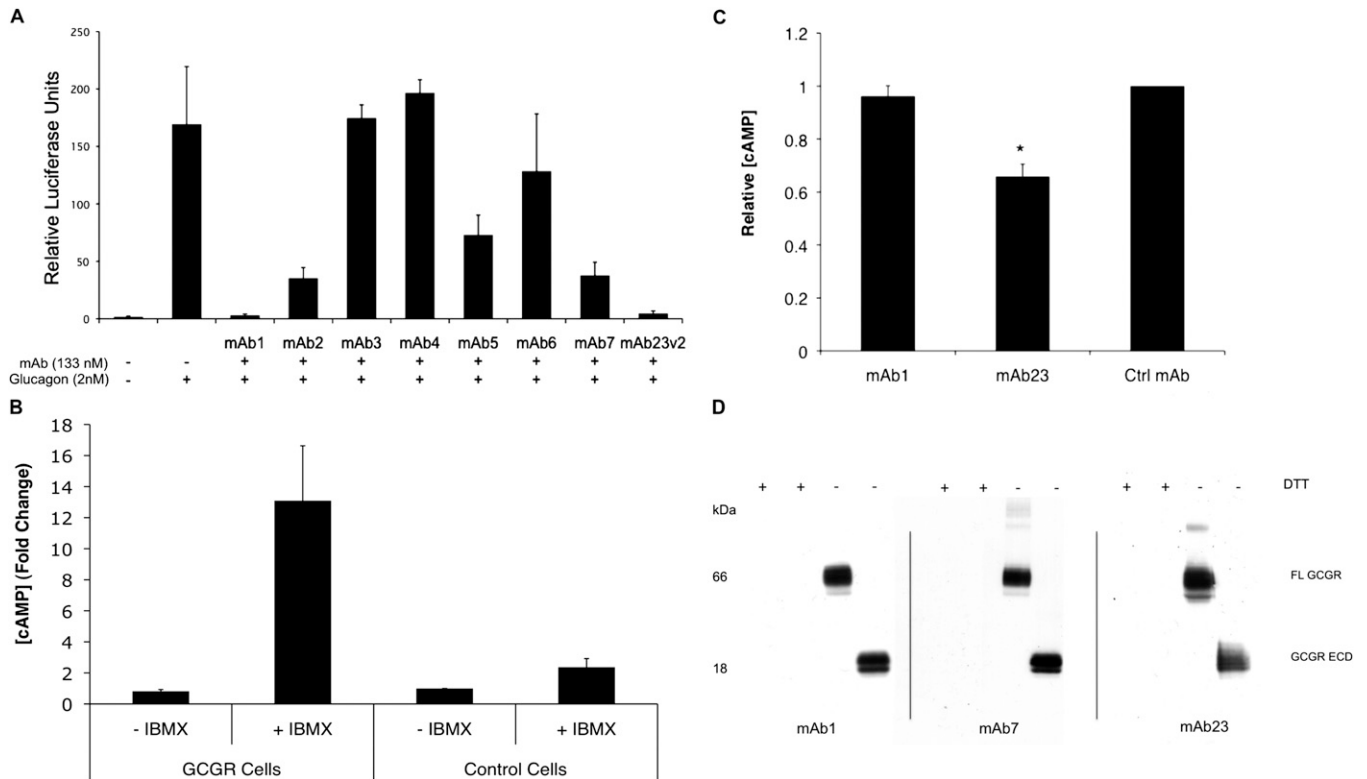 A
Relative Luciferase Units
250
200
150
100
50
0
mAb1 mAb2 mAb3 mAb4 mAb5 mAb6 mAb7 mAb23v2
mAb (133 nM) - - + + + + + + + +
Glucagon (2nM) - + + + + + + + + +
B
[cAMP] (Fold Change)
18
16
14
12
10
8
6
4
2
0
- IBMX + IBMX - IBMX + IBMX
GCGR Cells Control Cells
C
Relative [cAMP]
1.2
1
0.8
0.6
0.4
0.2
0
*
mAb1 mAb23 Ctrl mAb
D
+ + - - + + - - + + - - DTT
kDa
66 FL GCGR
18 GCGR ECD
mAb1 mAb7 mAb23